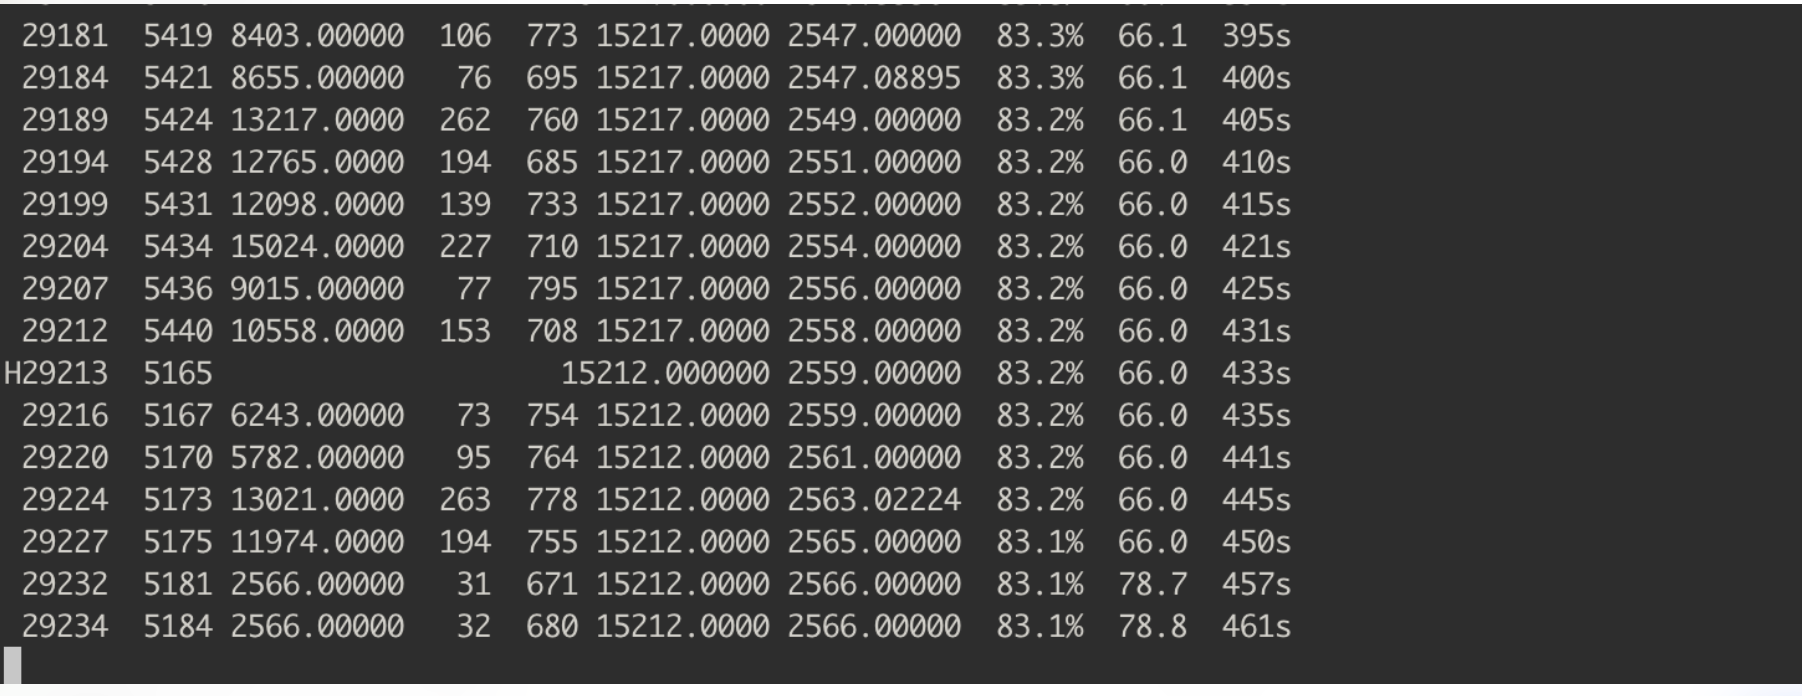 29181 5419 8403.00000 106 773 15217.0000 2547.00000 83.3% 66.1 395s
29184 5421 8655.00000 76 695 15217.0000 2547.08895 83.3% 66.1 400s
29189 5424 13217.0000 262 760 15217.0000 2549.00000 83.2% 66.1 405s
29194 5428 12765.0000 194 685 15217.0000 2551.00000 83.2% 66.0 410s
29199 5431 12098.0000 139 733 15217.0000 2552.00000 83.2% 66.0 415s
29204 5434 15024.0000 227 710 15217.0000 2554.00000 83.2% 66.0 421s
29207 5436 9015.00000 77 795 15217.0000 2556.00000 83.2% 66.0 425s
29212 5440 10558.0000 153 708 15217.0000 2558.00000 83.2% 66.0 431s
H29213 5165 15212.000000 2559.00000 83.2% 66.0 433s
29216 5167 6243.00000 73 754 15212.0000 2559.00000 83.2% 66.0 435s
29220 5170 5782.00000 95 764 15212.0000 2561.00000 83.2% 66.0 441s
29224 5173 13021.0000 263 778 15212.0000 2563.02224 83.2% 66.0 445s
29227 5175 11974.0000 194 755 15212.0000 2565.00000 83.1% 66.0 450s
29232 5181 2566.00000 31 671 15212.0000 2566.00000 83.1% 78.7 457s
29234 5184 2566.00000 32 680 15212.0000 2566.00000 83.1% 78.8 461s